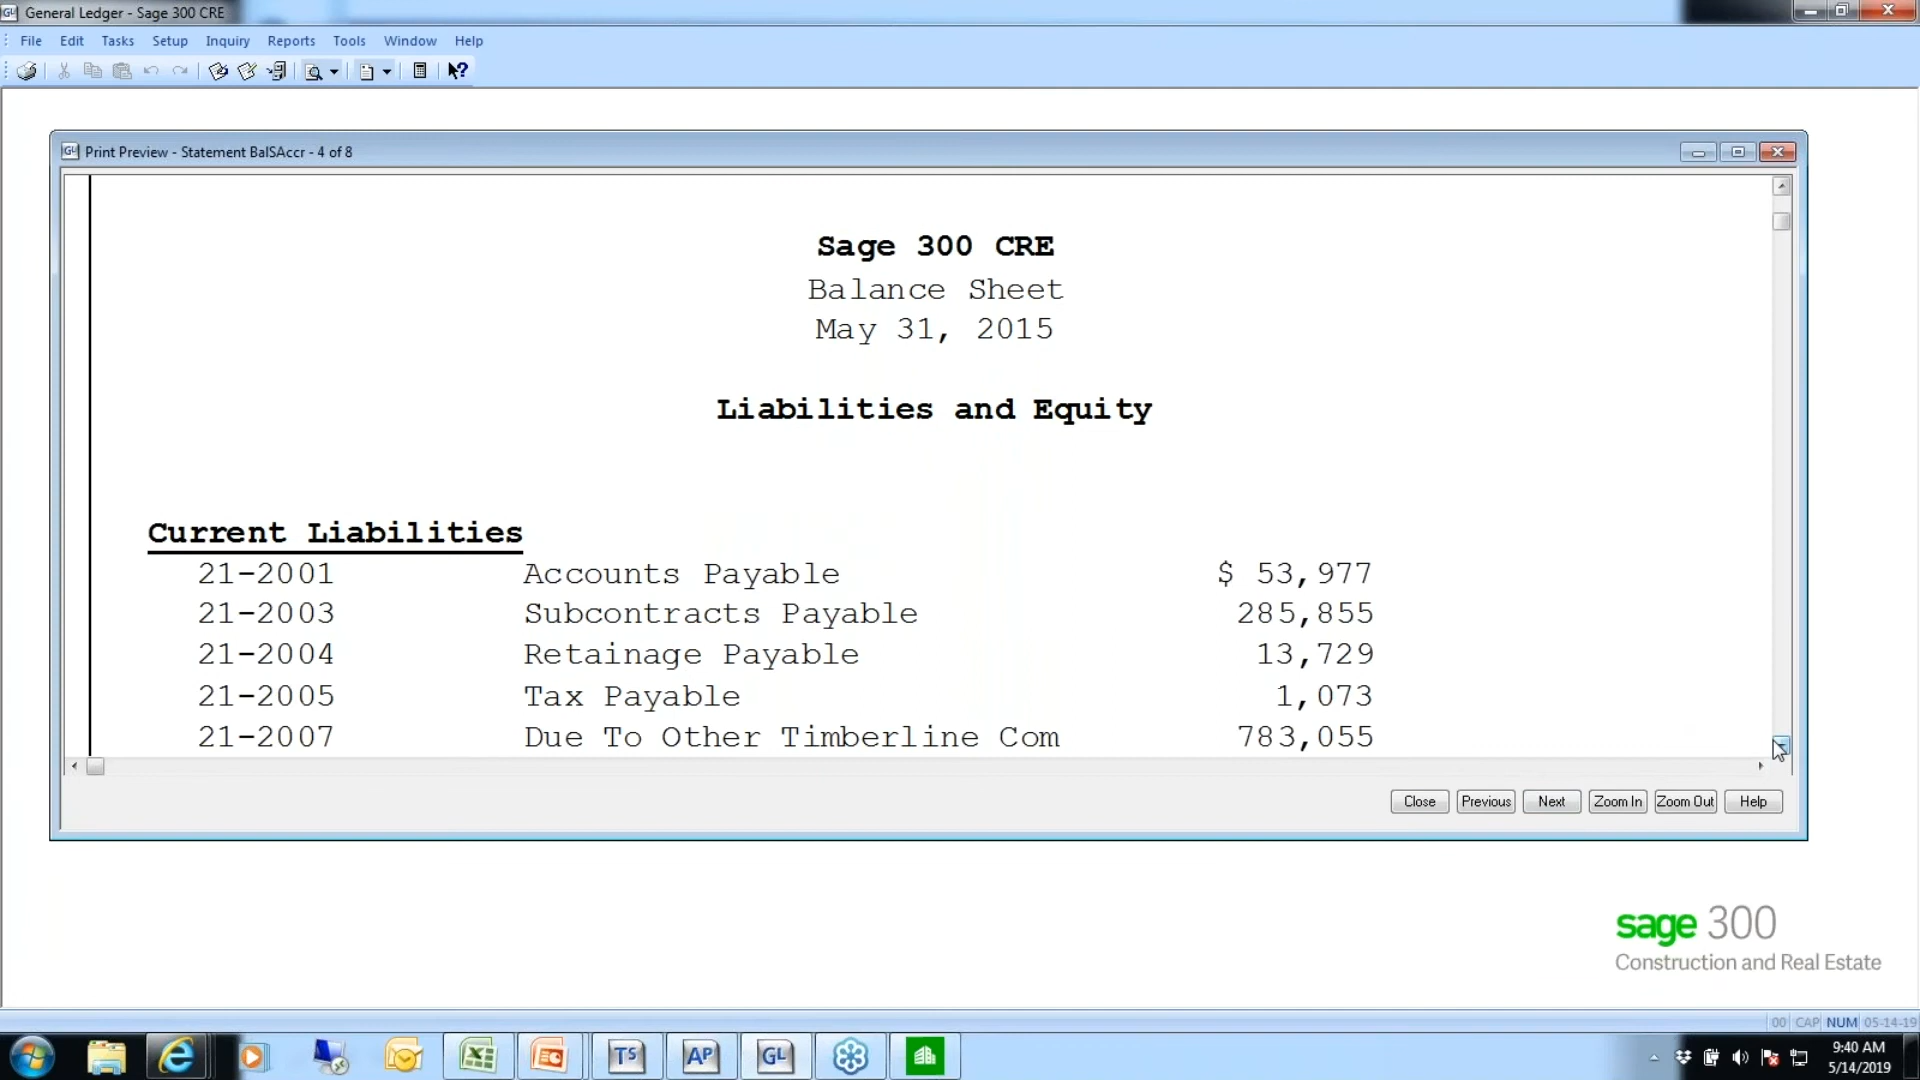 General Ledger - Sage 300 CRE
File Edit Tasks Setup Inquiry Reports Tools Window Help
Print Preview - Statement BalSAccr - 4 of 8
Sage 300 CRE
Balance Sheet
May 31, 2015
Liabilities and Equity
Current Liabilities
21-2001 Accounts Payable $ 53,977
21-2003 Subcontracts Payable 285,855
21-2004 Retainage Payable 13,729
21-2005 Tax Payable 1,073
21-2007 Due To Other Timberline Com 783,055
Close Previous Next Zoom In Zoom Out Help
sage 300
Construction and Real Estate
00 CAP NUM 05-14-19
TS AP GL
9:40 AM
5/14/2019